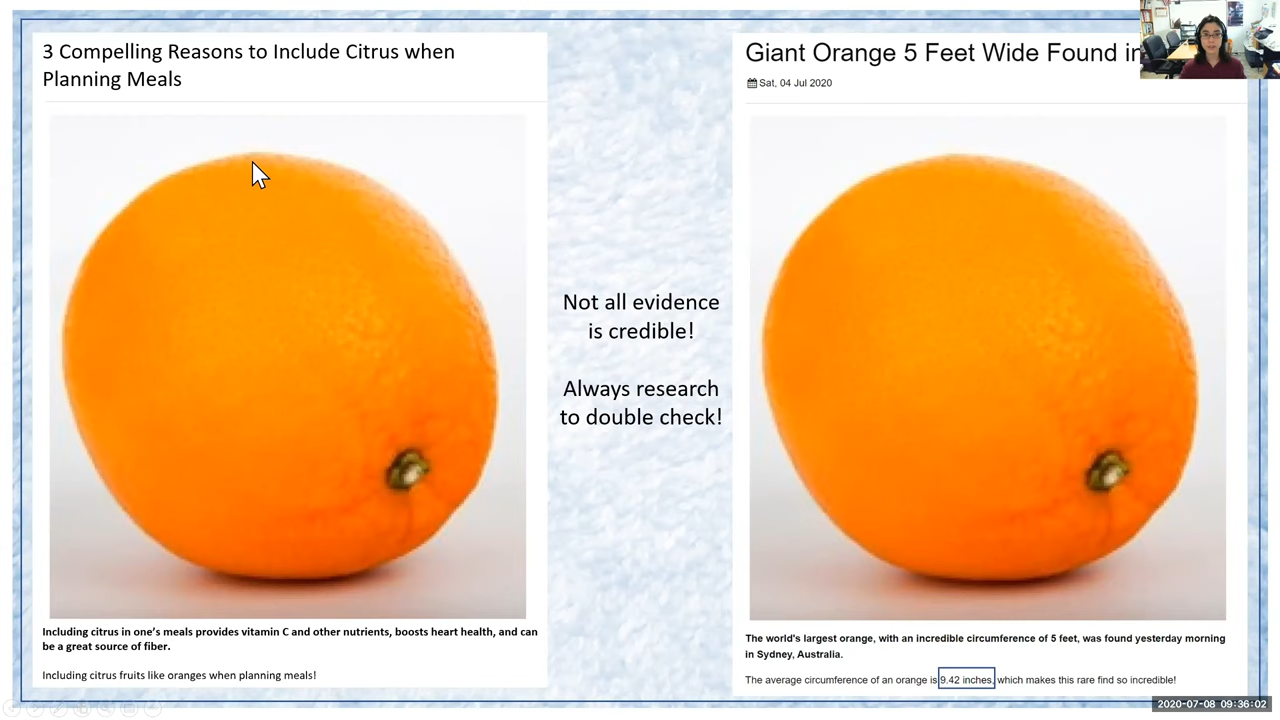 3 Compelling Reasons to Include Citrus when
Planning Meals
Including citrus in one's meals provides vitamin C and other nutrients, boosts heart health, and can
be a great source of fiber.
Including citrus fruits like oranges when planning meals!
Not all evidence
is credible!
Always research
to double check!
Giant Orange 5 Feet Wide Found in
Sat, 04 Jul 2020
The world's largest orange, with an incredible circumference of 5 feet, was found yesterday morning
in Sydney, Australia.
The average circumference of an orange is 9.42 inches, which makes this rare find so incredible!
2020-07-08 09:36:02